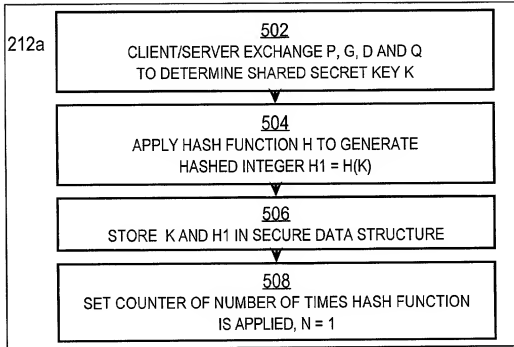 212a
502
CLIENT/SERVER EXCHANGE P, G, D AND Q
TO DETERMINE SHARED SECRET KEY K
504
APPLY HASH FUNCTION H TO GENERATE
HASHED INTEGER H1 = H(K)
506
STORE K AND H1 IN SECURE DATA STRUCTURE
508
SET COUNTER OF NUMBER OF TIMES HASH FUNCTION
IS APPLIED, N = 1